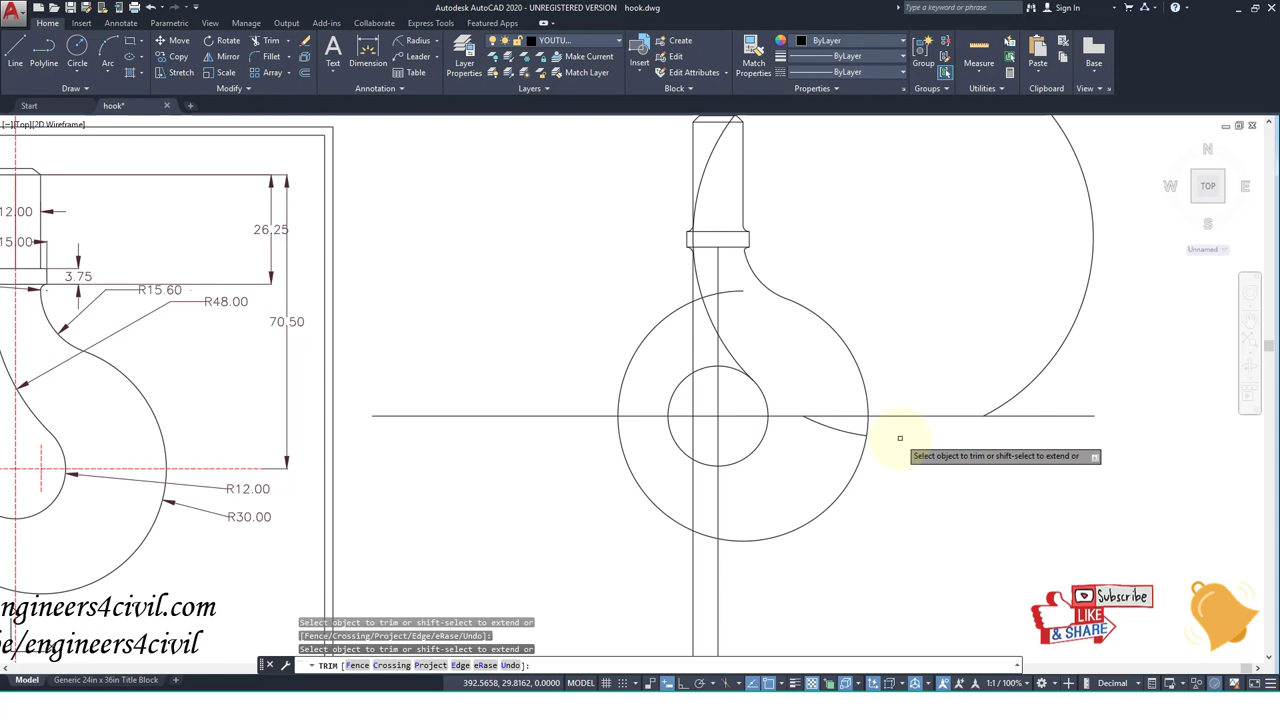 Autodesk AutoCAD 2020 - UNREGISTERED VERSION hook.dwg
Type a keyword or phrase
Sign In
Home Insert Annotate Parametric View Manage Output Add-ins Collaborate Express Tools Featured Apps
Line Polyline Circle Arc
Move Rotate Trim
Copy Mirror Fillet
Stretch Scale Array
Text Dimension
Radius
Leader
Table
Layer Properties
YOUTU...
Make Current
Match Layer
Insert
Create
Edit
Edit Attributes
Match Properties
ByLayer
ByLayer
ByLayer
Group
Measure
Paste
Base
Draw Modify Annotation Layers Block Properties Groups Utilities Clipboard View
Start hook*
[−][Top][2D Wireframe]
N
W TOP E
S
Unnamed
12.00
26,25
15.00
3.75
R15.60
R48.00
70,50
R12.00
R30.00
Select object to trim or shift-select to extend or
ngineers4civil.com
e/engineers4civil
Subscribe
LIKE
& SHARE
Select object to trim or shift-select to extend or
[Fence/Crossing/Project/Edge/eRase/Undo]:
Select object to trim or shift-select to extend or
TRIM [Fence Crossing Project Edge eRase Undo]:
Model Generic 24in x 36in Title Block
392.5658, 29.8162, 0.0000 MODEL 1:1 / 100% Decimal